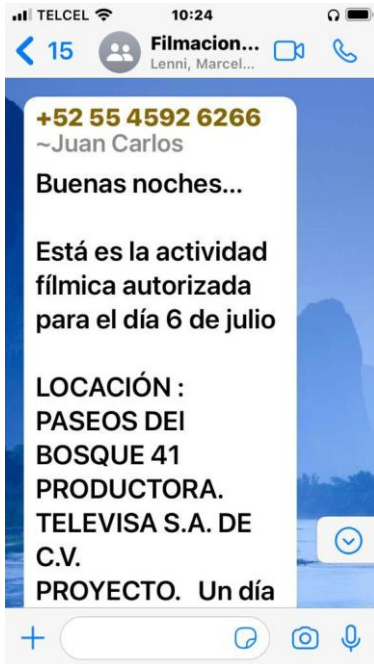 TELCEL 10:24
15 Filmacion...
Lenni, Marcel...
+52 55 4592 6266
~Juan Carlos
Buenas noches...
Está es la actividad
fílmica autorizada
para el día 6 de julio
LOCACIÓN :
PASEOS DEl
BOSQUE 41
PRODUCTORA.
TELEVISA S.A. DE
C.V.
PROYECTO. Un día